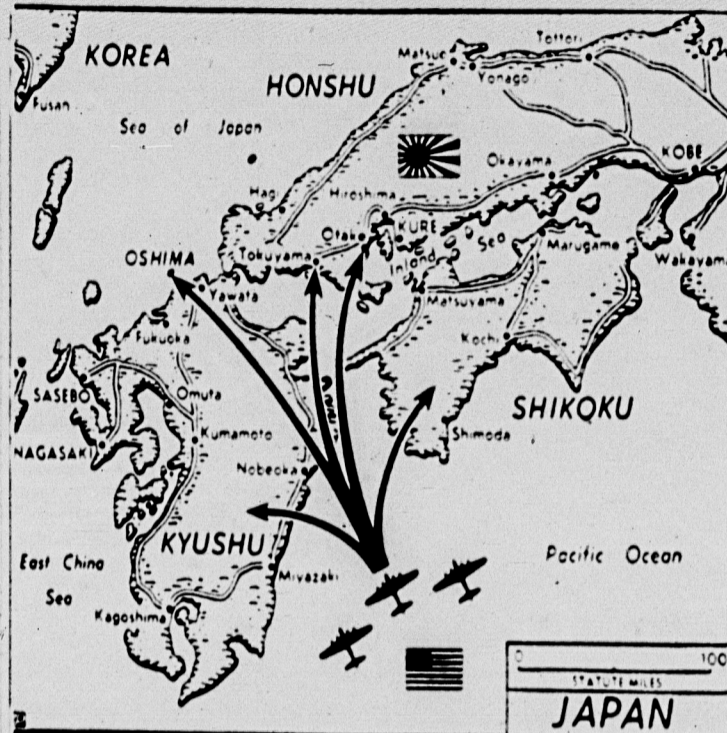 KOREA
Fusan
Sea of Japan
HONSHU
Matsue
Yonago
Tottori
Okayama
KOBE
Hagi
Hiroshima
Otake
KURE
Inland
Sea
Marugame
Wakayama
OSHIMA
Tokuyama
Yawata
Matsuyama
Fukuoka
Kochi
SASEBO
Omuta
SHIKOKU
NAGASAKI
Kumamoto
Shimoda
Nobeoka
KYUSHU
East China
Sea
Pacific Ocean
Miyazaki
Kagoshima
0 100
STATUTE MILES
JAPAN